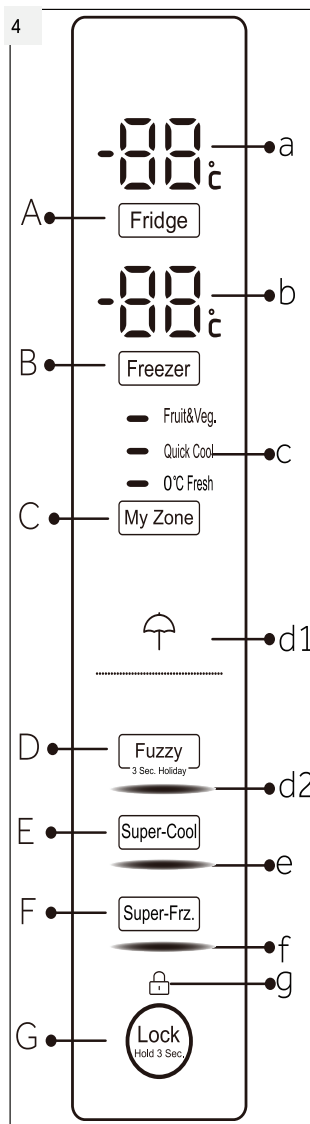 4
-88°c a
A Fridge
-88°c b
B Freezer
Fruit&Veg.
Quick Cool c
0°C Fresh
C My Zone
d1
D Fuzzy
3 Sec. Holiday
d2
E Super-Cool
e
F Super-Frz.
f
g
G Lock
Hold 3 Sec.